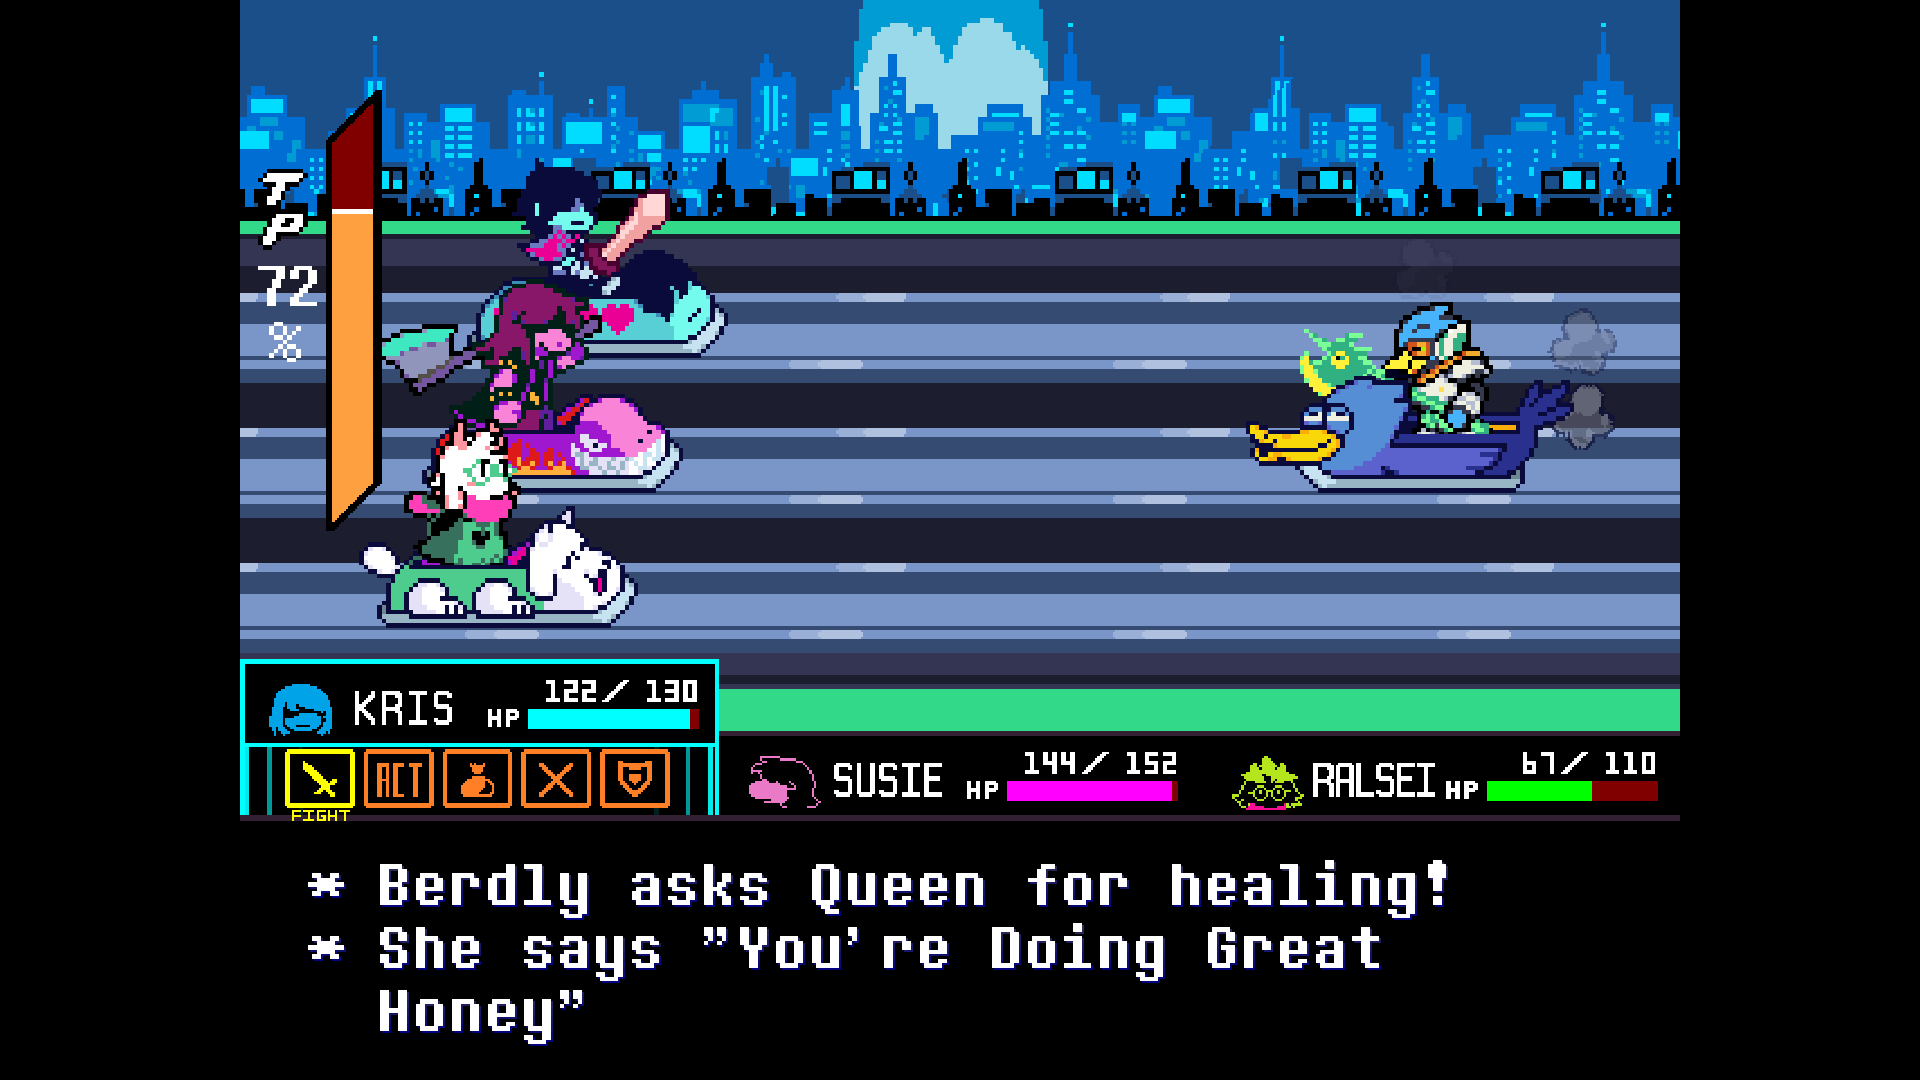 TP
72
%
KRIS HP 122/ 130
FIGHT ACT
SUSIE HP 144/ 152
RALSEI HP 67/ 110
* Berdly asks Queen for healing!
* She says "You're Doing Great
Honey"